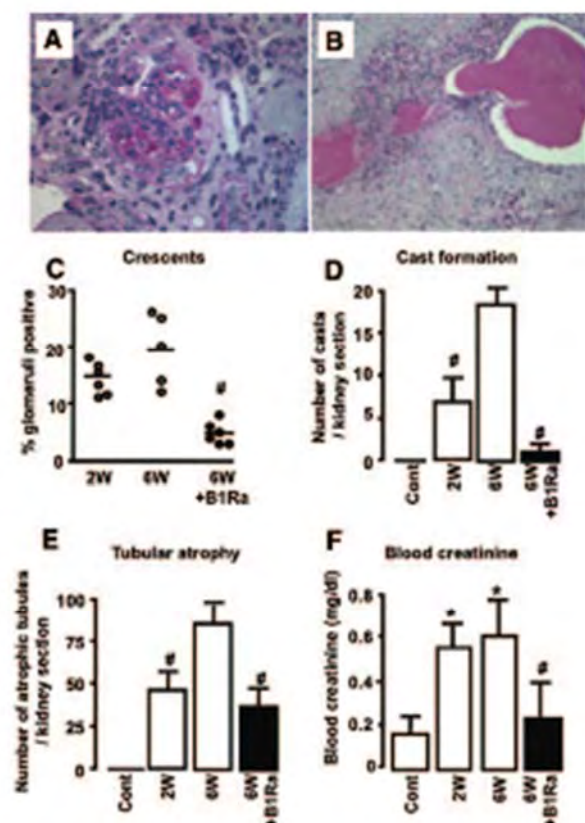 A
B
C
Crescents
% glomeruli positive
30
20
10
0
2W
6W
6W
+B1Ra
D
Cast formation
Number of casts
/ kidney section
20
15
10
5
0
#
#
Cont
2W
6W
6W
+B1Ra
E
Tubular atrophy
Number of atrophic tubules
/ kidney section
100
75
50
25
0
#
#
Cont
2W
6W
6W
+B1Ra
F
Blood creatinine
Blood creatinine (mg/dl)
0.8
0.6
0.4
0.2
0
*
*
#
Cont
2W
6W
6W
+B1Ra